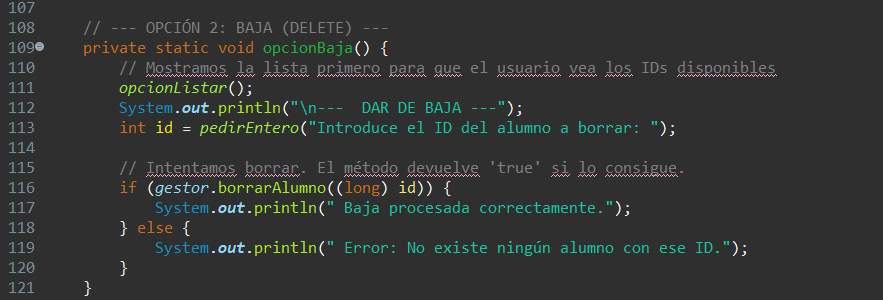 107
108 // --- OPCIÓN 2: BAJA (DELETE) ---
109 private static void opcionBaja() {
110 // Mostramos la lista primero para que el usuario vea los IDs disponibles
111 opcionListar();
112 System.out.println("\n---  DAR DE BAJA ---");
113 int id = pedirEntero("Introduce el ID del alumno a borrar: ");
114
115 // Intentamos borrar. El método devuelve 'true' si lo consigue.
116 if (gestor.borrarAlumno((long) id)) {
117 System.out.println(" Baja procesada correctamente.");
118 } else {
119 System.out.println(" Error: No existe ningún alumno con ese ID.");
120 }
121 }